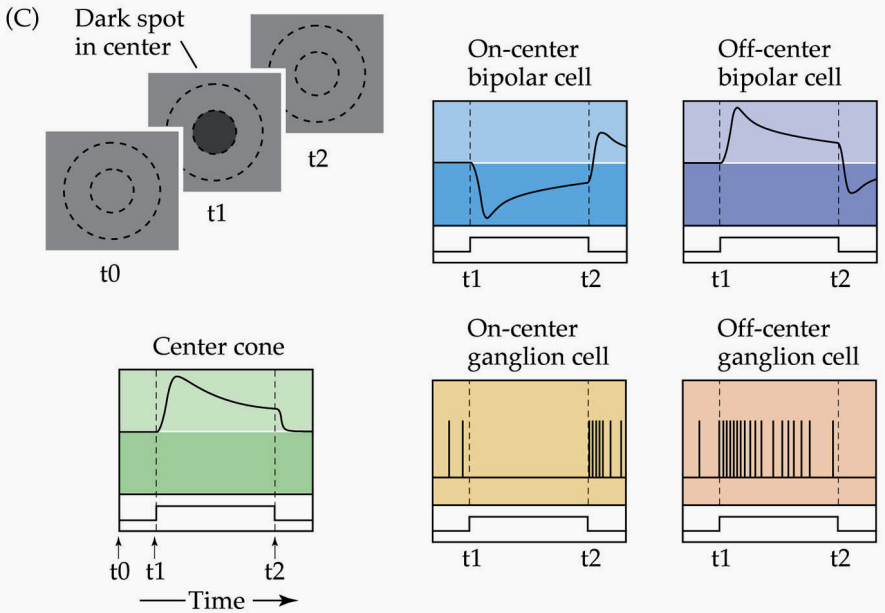 (C)
Dark spot
in center
t0
t1
t2
On-center
bipolar cell
t1 t2
Off-center
bipolar cell
t1 t2
Center cone
t0 t1 t2
Time
On-center
ganglion cell
t1 t2
Off-center
ganglion cell
t1 t2